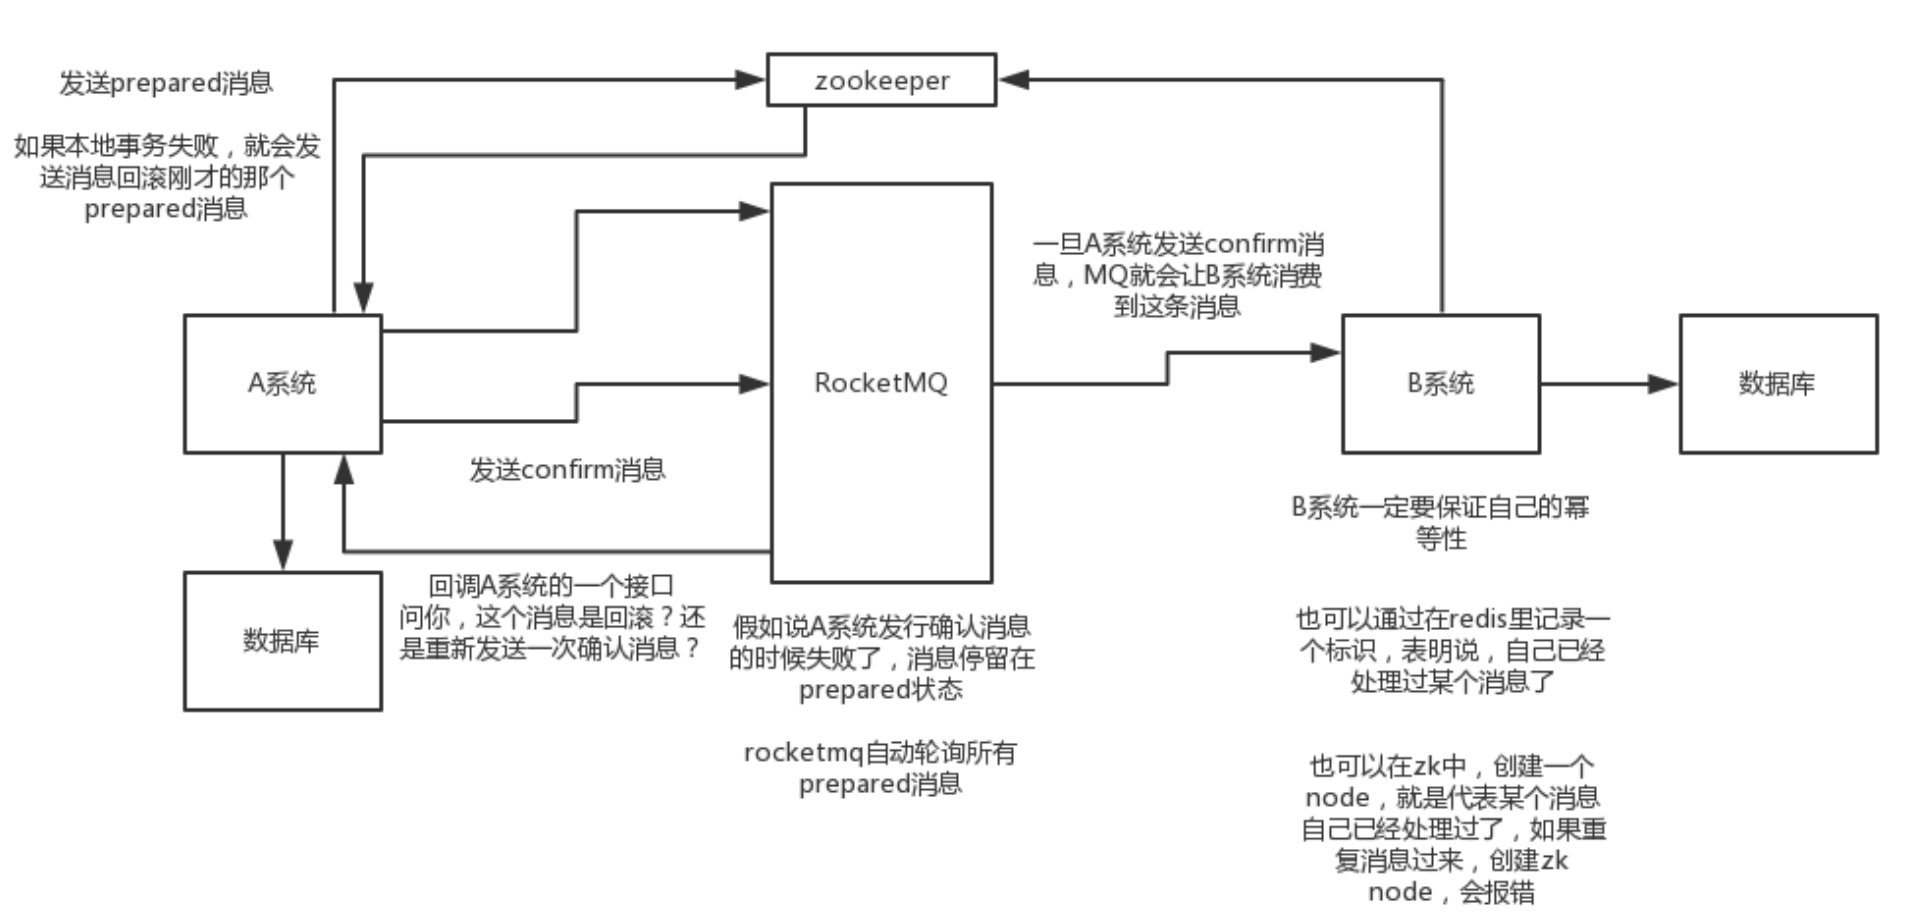 发送prepared消息
如果本地事务失败，就会发
送消息回滚刚才的那个
prepared消息
zookeeper
一旦A系统发送confirm消
息，MQ就会让B系统消费
到这条消息
A系统
RocketMQ
B系统
数据库
发送confirm消息
B系统一定要保证自己的幂
等性
数据库
回调A系统的一个接口
问你，这个消息是回滚？还
是重新发送一次确认消息？
假如说A系统发行确认消息
的时候失败了，消息停留在
prepared状态
rocketmq自动轮询所有
prepared消息
也可以通过在redis里记录一
个标识，表明说，自己已经
处理过某个消息了
也可以在zk中，创建一个
node，就是代表某个消息
自己已经处理过了，如果重
复消息过来，创建zk
node，会报错